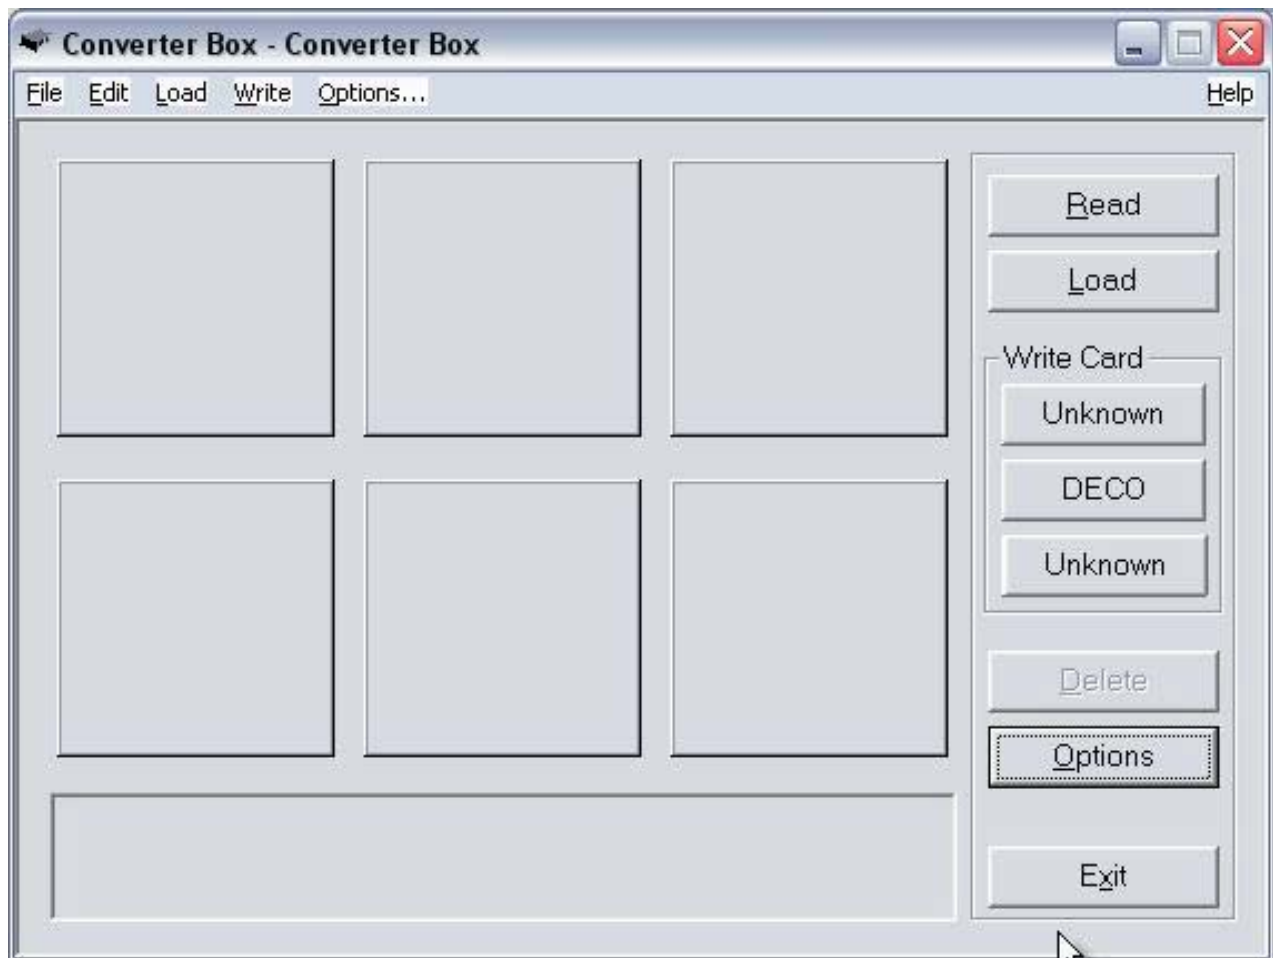 Converter Box - Converter Box
File Edit Load Write Options... Help
Read
Load
Write Card
Unknown
DECO
Unknown
Delete
Options
Exit